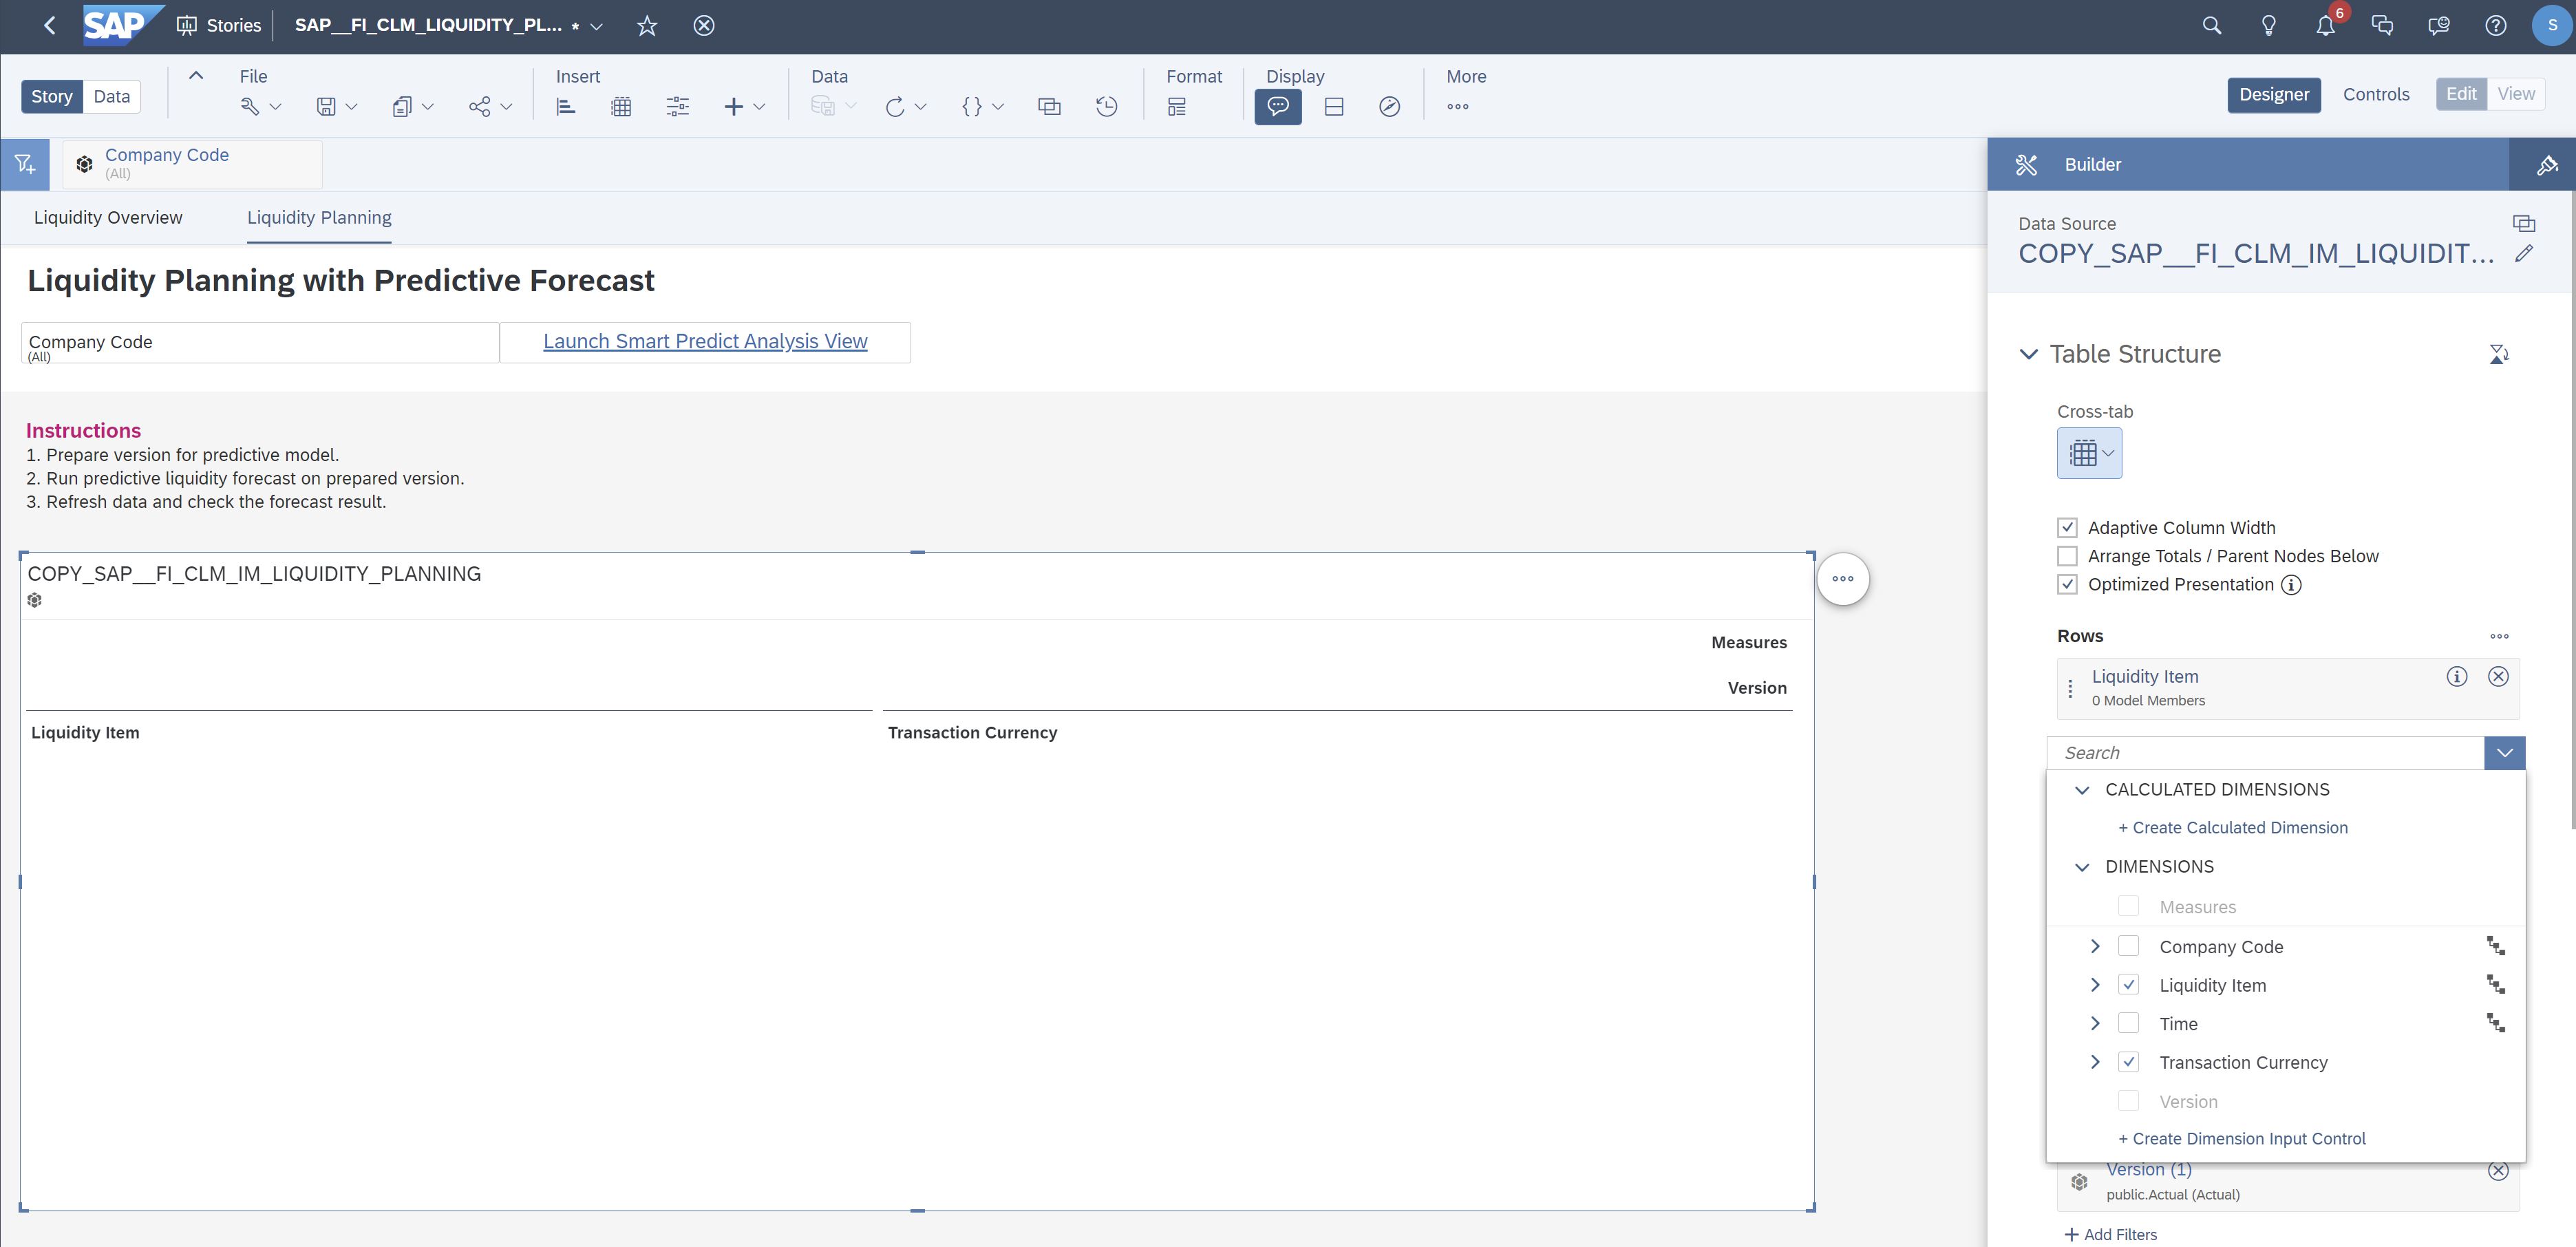 SAP
Stories
SAP__FI_CLM_LIQUIDITY_PL... *
6
S
Story
Data
File
Insert
Data
Format
Display
More
Designer
Controls
Edit
View
Company Code
(All)
Liquidity Overview
Liquidity Planning
Liquidity Planning with Predictive Forecast
Company Code
(All)
Launch Smart Predict Analysis View
Instructions
1. Prepare version for predictive model.
2. Run predictive liquidity forecast on prepared version.
3. Refresh data and check the forecast result.
COPY_SAP__FI_CLM_IM_LIQUIDITY_PLANNING
Measures
Version
Liquidity Item
Transaction Currency
Builder
Data Source
COPY_SAP__FI_CLM_IM_LIQUIDIT...
Table Structure
Cross-tab
Adaptive Column Width
Arrange Totals / Parent Nodes Below
Optimized Presentation
Rows
Liquidity Item
0 Model Members
Search
CALCULATED DIMENSIONS
+ Create Calculated Dimension
DIMENSIONS
Measures
Company Code
Liquidity Item
Time
Transaction Currency
Version
+ Create Dimension Input Control
Version (1)
public.Actual (Actual)
+ Add Filters